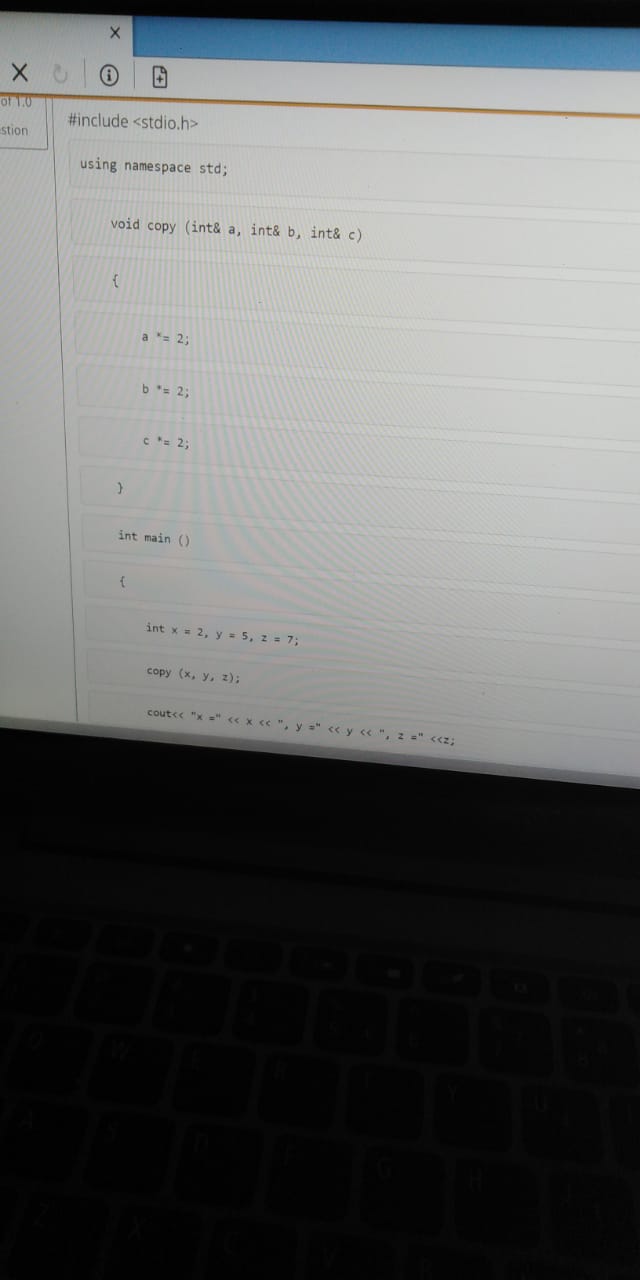 of 1.0
stion
#include <stdio.h>
using namespace std;
void copy (int& a, int& b, int& c)
{
a *= 2;
b *= 2;
c *= 2;
}
int main ()
{
int x = 2, y = 5, z = 7;
copy (x, y, z);
cout<< "x =" << x << ", y =" << y << ", z =" <<z;